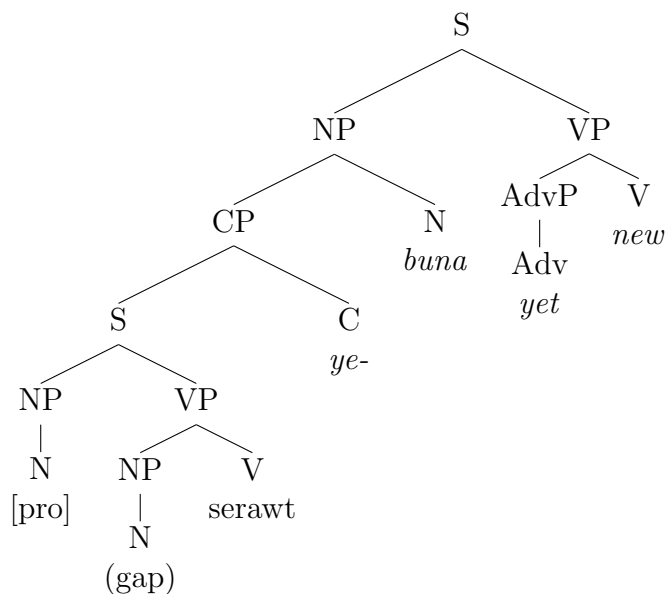 S
NP VP
CP N AdvP V
buna new
Adv
yet
S C
ye-
NP VP
N NP V
[pro] serawt
N
(gap)